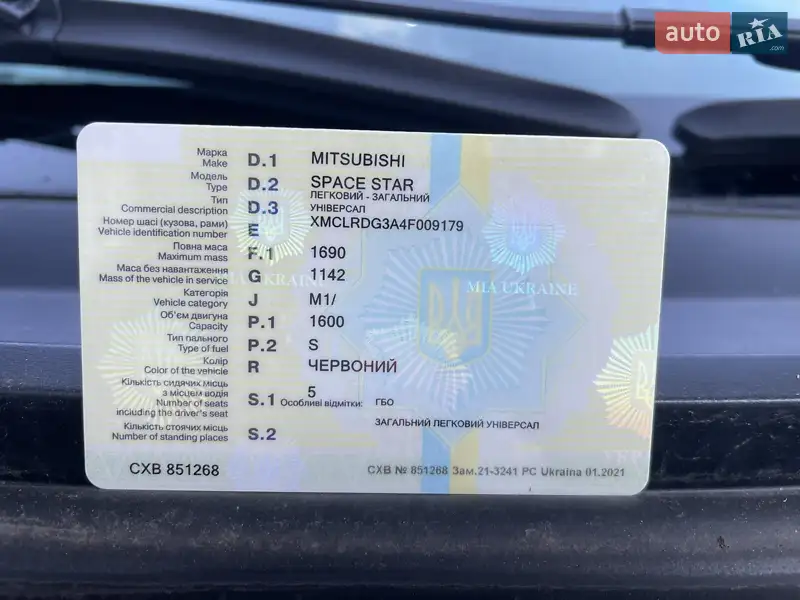 auto RIA.com
Марка
Make D.1 MITSUBISHI
Модель
Type D.2 SPACE STAR
Тип ЛЕГКОВИЙ - ЗАГАЛЬНИЙ
Commercial description D.3 УНІВЕРСАЛ
Номер шасі (кузова, рами)
Vehicle identification number E XMCLRDG3A4F009179
Повна маса
Maximum mass F.1 1690
Маса без навантаження
Mass of the vehicle in service G 1142
MIA UKRAINE
MIA UKRAINE
Категорія
Vehicle category J M1/
Об'єм двигуна
Capacity P.1 1600
Тип пального
Type of fuel P.2 S
Колір
Color of the vehicle R ЧЕРВОНИЙ
Кількість сидячих місць
з місцем водія
Number of seats
including the driver's seat S.1 5
Особливі відмітки: ГБО
ЗАГАЛЬНИЙ ЛЕГКОВИЙ УНІВЕРСАЛ
Кількість стоячих місць
Number of standing places S.2
СХВ 851268
СХВ № 851268 Зам.21-3241 PC Ukraina 01.2021